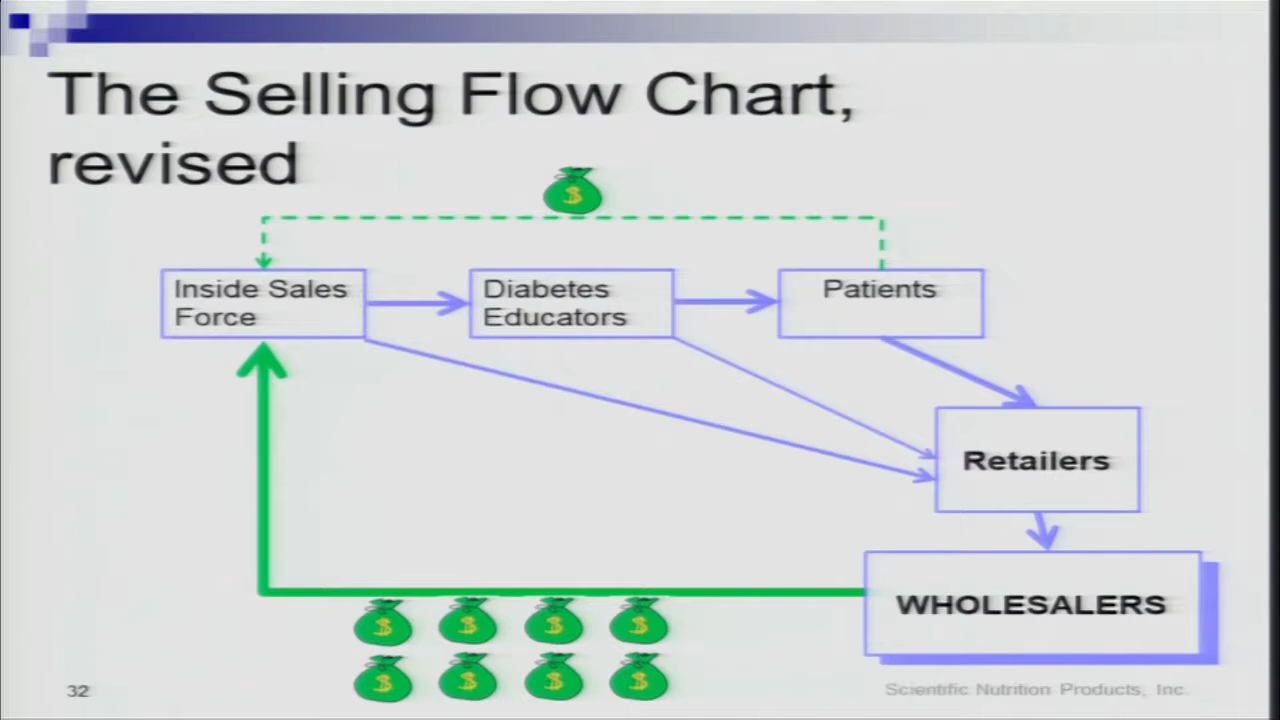 The Selling Flow Chart,
revised
$
Inside Sales
Force
Diabetes
Educators
Patients
Retailers
WHOLESALERS
$ $ $ $
$ $ $ $
32
Scientific Nutrition Products, Inc.